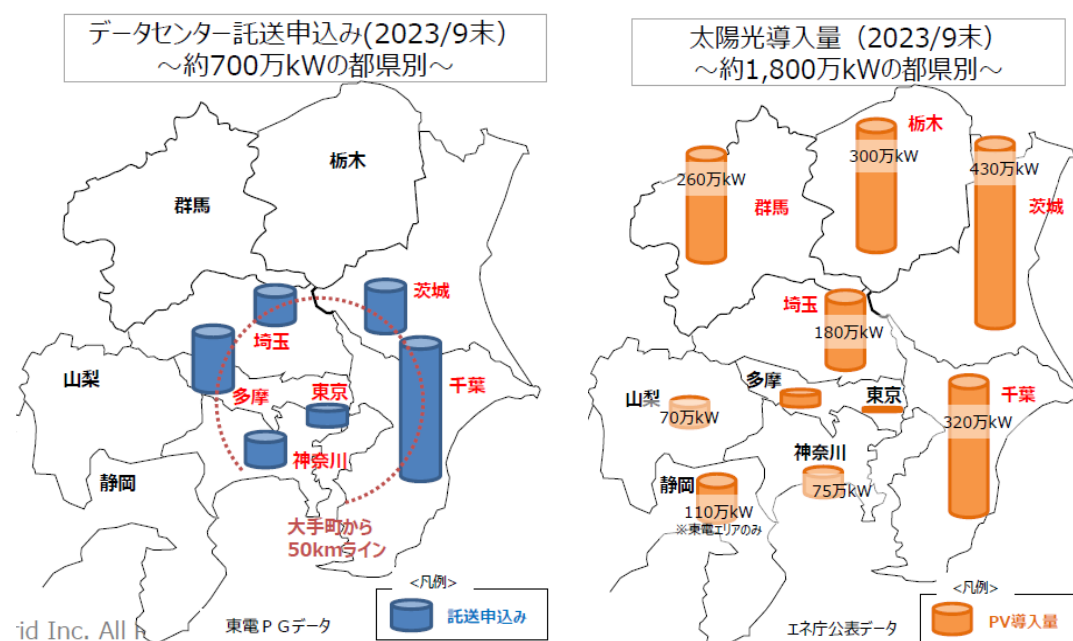 データセンター託送申込み(2023/9末)
～約700万kWの都県別～
栃木
群馬
茨城
埼玉
山梨
多摩
東京
千葉
神奈川
静岡
大手町から
50kmライン
<凡例>
託送申込み
東電PGデータ
id Inc. All
太陽光導入量（2023/9末）
～約1,800万kWの都県別～
栃木
300万kW
430万kW
260万kW
群馬
茨城
埼玉
180万kW
多摩
山梨
東京
千葉
70万kW
320万kW
神奈川
静岡
75万kW
110万kW
※東電エリアのみ
<凡例>
PV導入量
エネ庁公表データ